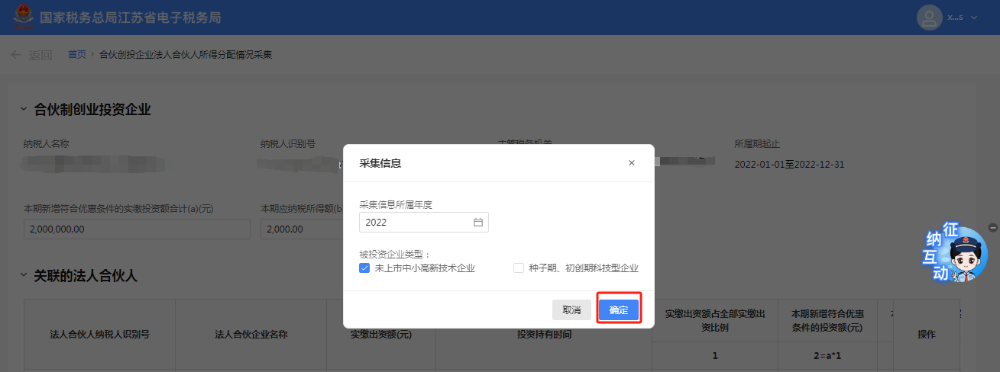 国家税务总局江苏省电子税务局
x...s
返回 首页 > 合伙创投企业法人合伙人所得分配情况采集
合伙制创业投资企业
纳税人名称 纳税人识别号 主管税务机关 所属期起止
2022-01-01至2022-12-31
本期新增符合优惠条件的实缴投资额合计(a)(元) 本期应纳税所得额(b)
2,000,000.00 2,000.00
采集信息
采集信息所属年度
2022
被投资企业类型：
未上市中小高新技术企业 种子期、初创期科技型企业
取消 确定
征纳互动
关联的法人合伙人
法人合伙人纳税人识别号 法人合伙企业名称 实缴出资额(元) 投资持有时间 实缴出资额占全部实缴出资比例 本期新增符合优惠条件的投资额(元) 操作
1 2=a*1